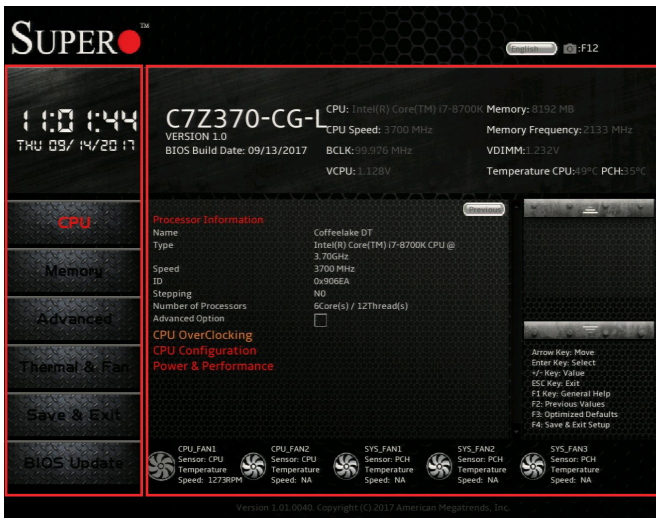 SUPER
TM
English
:F12
11:01:44
THU 09/14/2017
C7Z370-CG-L
VERSION 1.0
BIOS Build Date: 09/13/2017
CPU: Intel(R) Core(TM) i7-8700K
CPU Speed: 3700 MHz
BCLK: 99.976 MHz
VCPU: 1.128V
Memory: 8192 MB
Memory Frequency: 2133 MHz
VDIMM: 1.232V
Temperature CPU:49°C PCH:35°C
CPU
Memory
Advanced
Thermal & Fan
Save & Exit
BIOS Update
Previous
Processor Information
Name Coffeelake DT
Type Intel(R) Core(TM) i7-8700K CPU @
3.70GHz
Speed 3700 MHz
ID 0x906EA
Stepping N0
Number of Processors 6Core(s) / 12Thread(s)
Advanced Option
CPU OverClocking
CPU Configuration
Power & Performance
Arrow Key: Move
Enter Key: Select
+/- Key: Value
ESC Key: Exit
F1 Key: General Help
F2: Previous Values
F3: Optimized Defaults
F4: Save & Exit Setup
CPU_FAN1
Sensor: CPU
Temperature
Speed: 1273RPM
CPU_FAN2
Sensor: CPU
Temperature
Speed: NA
SYS_FAN1
Sensor: PCH
Temperature
Speed: NA
SYS_FAN2
Sensor: PCH
Temperature
Speed: NA
SYS_FAN3
Sensor: PCH
Temperature
Speed: NA
Version 1.01.0040. Copyright (C) 2017 American Megatrends, Inc.